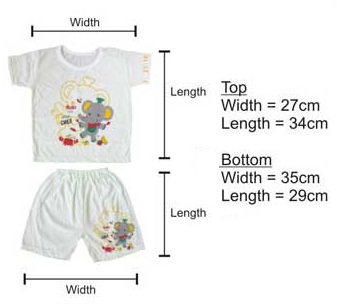 Width
Length
Top
Width = 27cm
Length = 34cm
Bottom
Width = 35cm
Length = 29cm
Length
Width